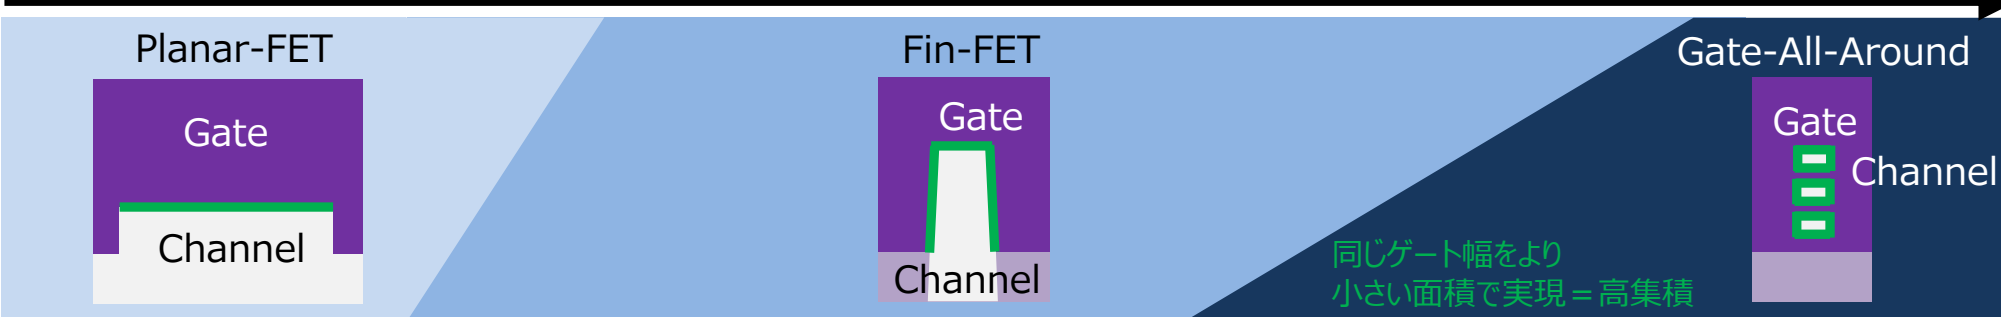 Planar-FET
Gate
Channel
Fin-FET
Gate
Channel
Gate-All-Around
Gate
Channel
同じゲート幅をより
小さい面積で実現＝高集積